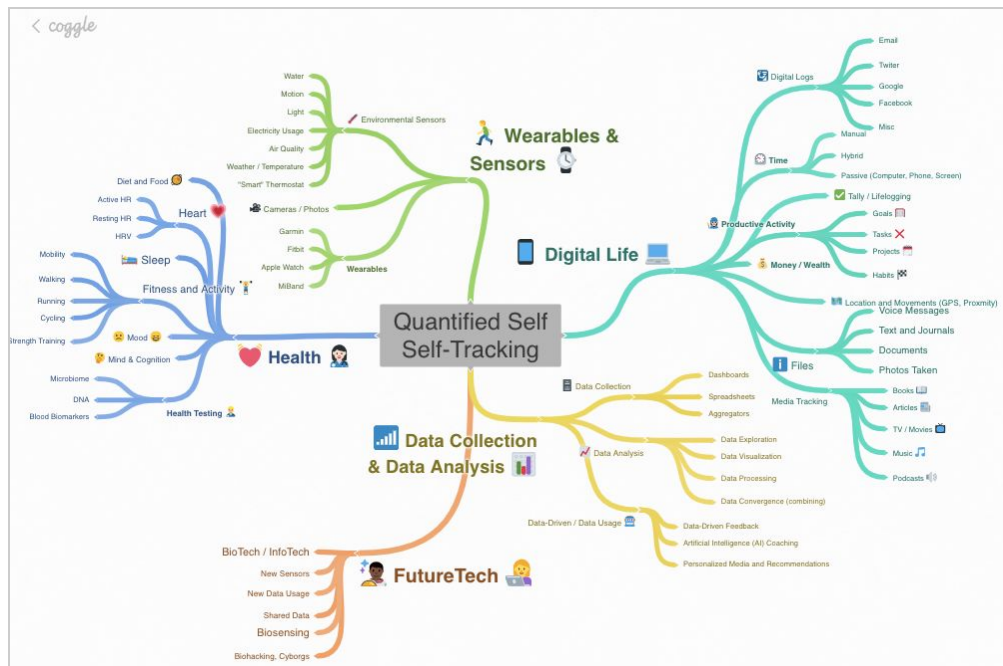 coggle
Quantified Self
Self-Tracking
Wearables &
Sensors
Environmental Sensors
Water
Motion
Light
Electricity Usage
Air Quality
Weather / Temperature
"Smart" Thermostat
Cameras / Photos
Wearables
Garmin
Fitbit
Apple Watch
MiBand
Digital Life
Digital Logs
Email
Twiter
Google
Facebook
Misc
Time
Manual
Hybrid
Passive (Computer, Phone, Screen)
Tally / Lifelogging
Productive Activity
Goals
Tasks
Projects
Habits
Money / Wealth
Location and Movements (GPS, Proxmity)
Files
Voice Messages
Text and Journals
Documents
Photos Taken
Media Tracking
Books
Articles
TV / Movies
Music
Podcasts
Health
Diet and Food
Heart
Active HR
Resting HR
HRV
Sleep
Fitness and Activity
Mobility
Walking
Running
Cycling
trength Training
Mood
Mind & Cognition
Health Testing
Microbiome
DNA
Blood Biomarkers
Data Collection
& Data Analysis
Data Collection
Dashboards
Spreadsheets
Aggregators
Data Analysis
Data Exploration
Data Visualization
Data Processing
Data Convergence (combining)
Data-Driven / Data Usage
Data-Driven Feedback
Artificial Intelligence (AI) Coaching
Personalized Media and Recommendations
FutureTech
BioTech / InfoTech
New Sensors
New Data Usage
Shared Data
Biosensing
Biohacking, Cyborgs